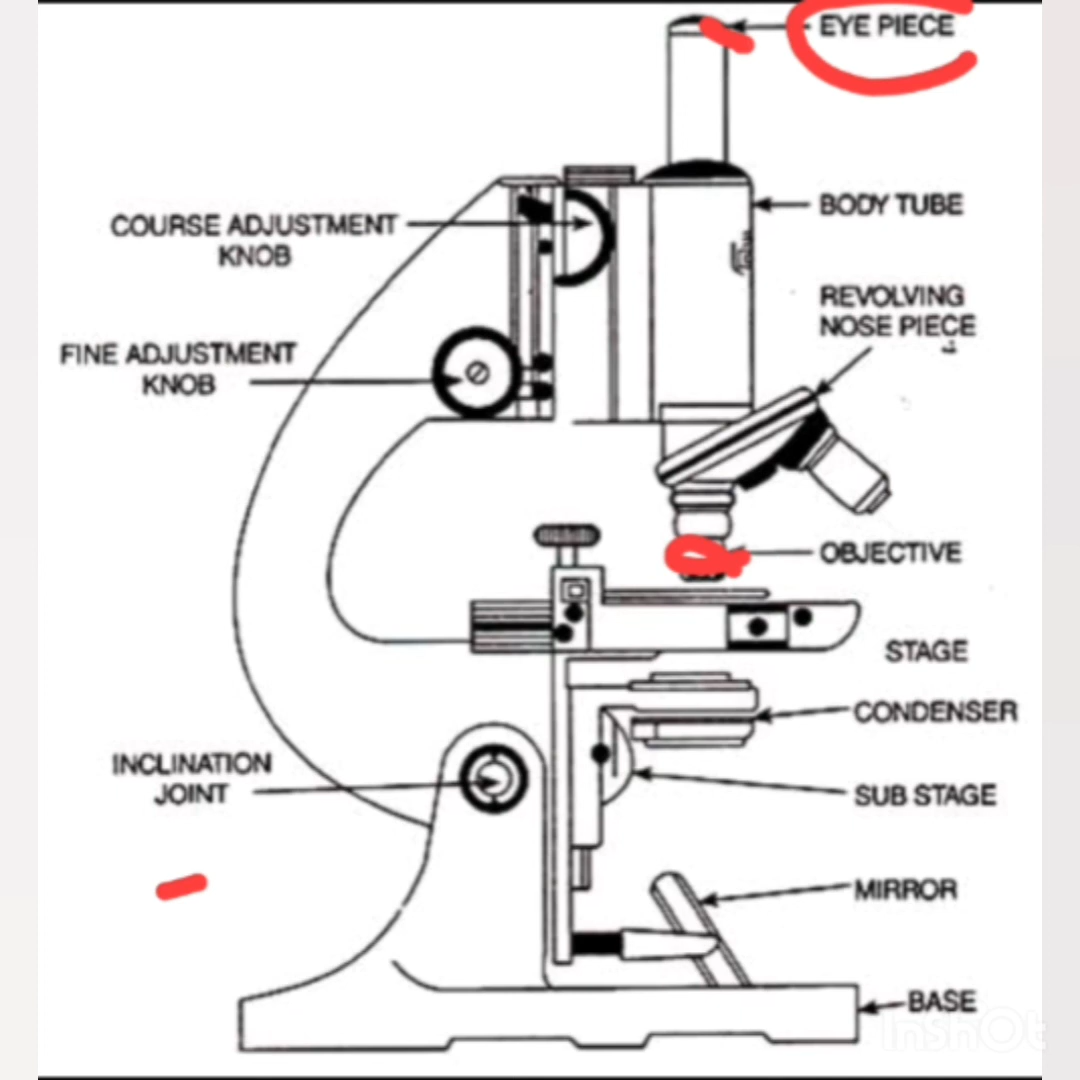 EYE PIECE
BODY TUBE
COURSE ADJUSTMENT
KNOB
REVOLVING
NOSE PIECE
FINE ADJUSTMENT
KNOB
OBJECTIVE
STAGE
CONDENSER
INCLINATION
JOINT
SUB STAGE
MIRROR
BASE
InShOt